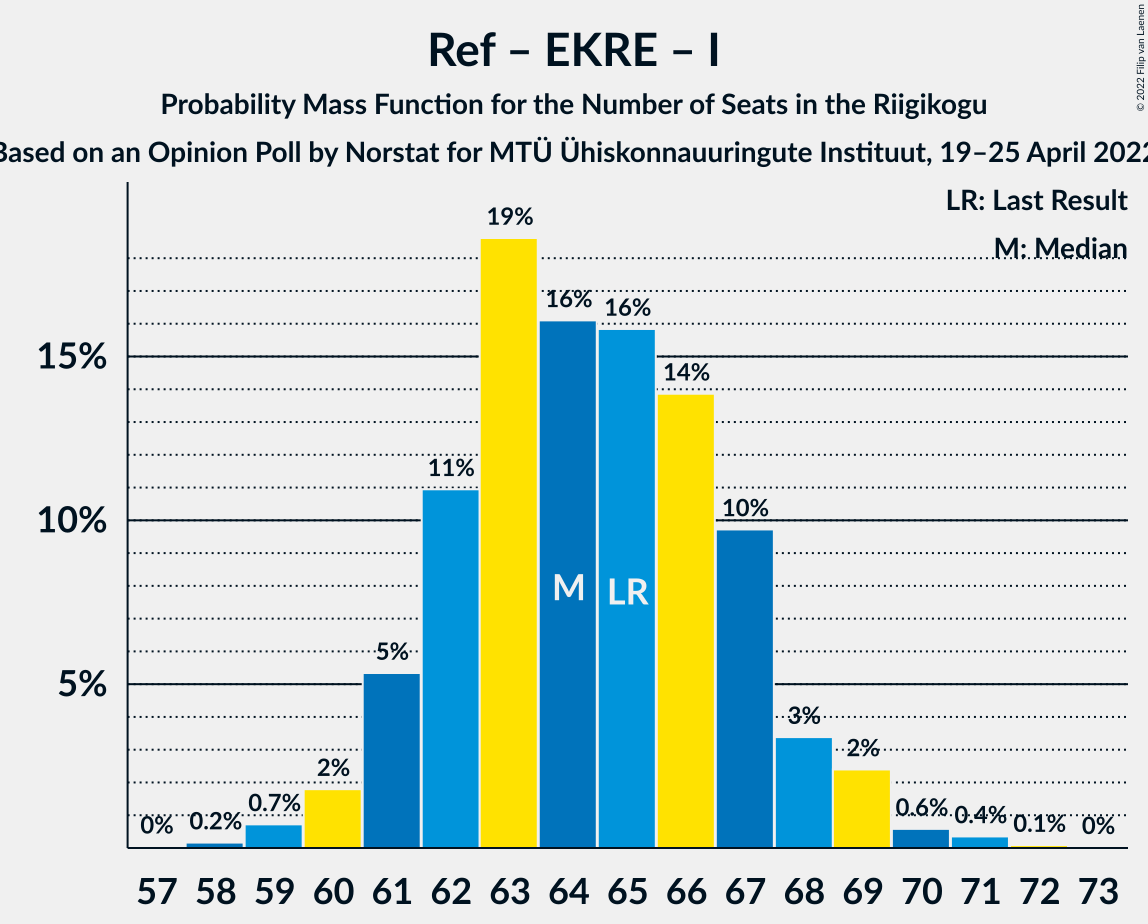 Ref – EKRE – I
Probability Mass Function for the Number of Seats in the Riigikogu
Based on an Opinion Poll by Norstat for MTÜ Ühiskonnauuringute Instituut, 19–25 April 2022
© 2022 Filip van Laenen
LR: Last Result
M: Median
15%
10%
5%
0%
0.2%
0.7%
2%
5%
11%
19%
16%
16%
14%
10%
3%
2%
0.6%
0.4%
0.1%
0%
M
LR
57 58 59 60 61 62 63 64 65 66 67 68 69 70 71 72 73